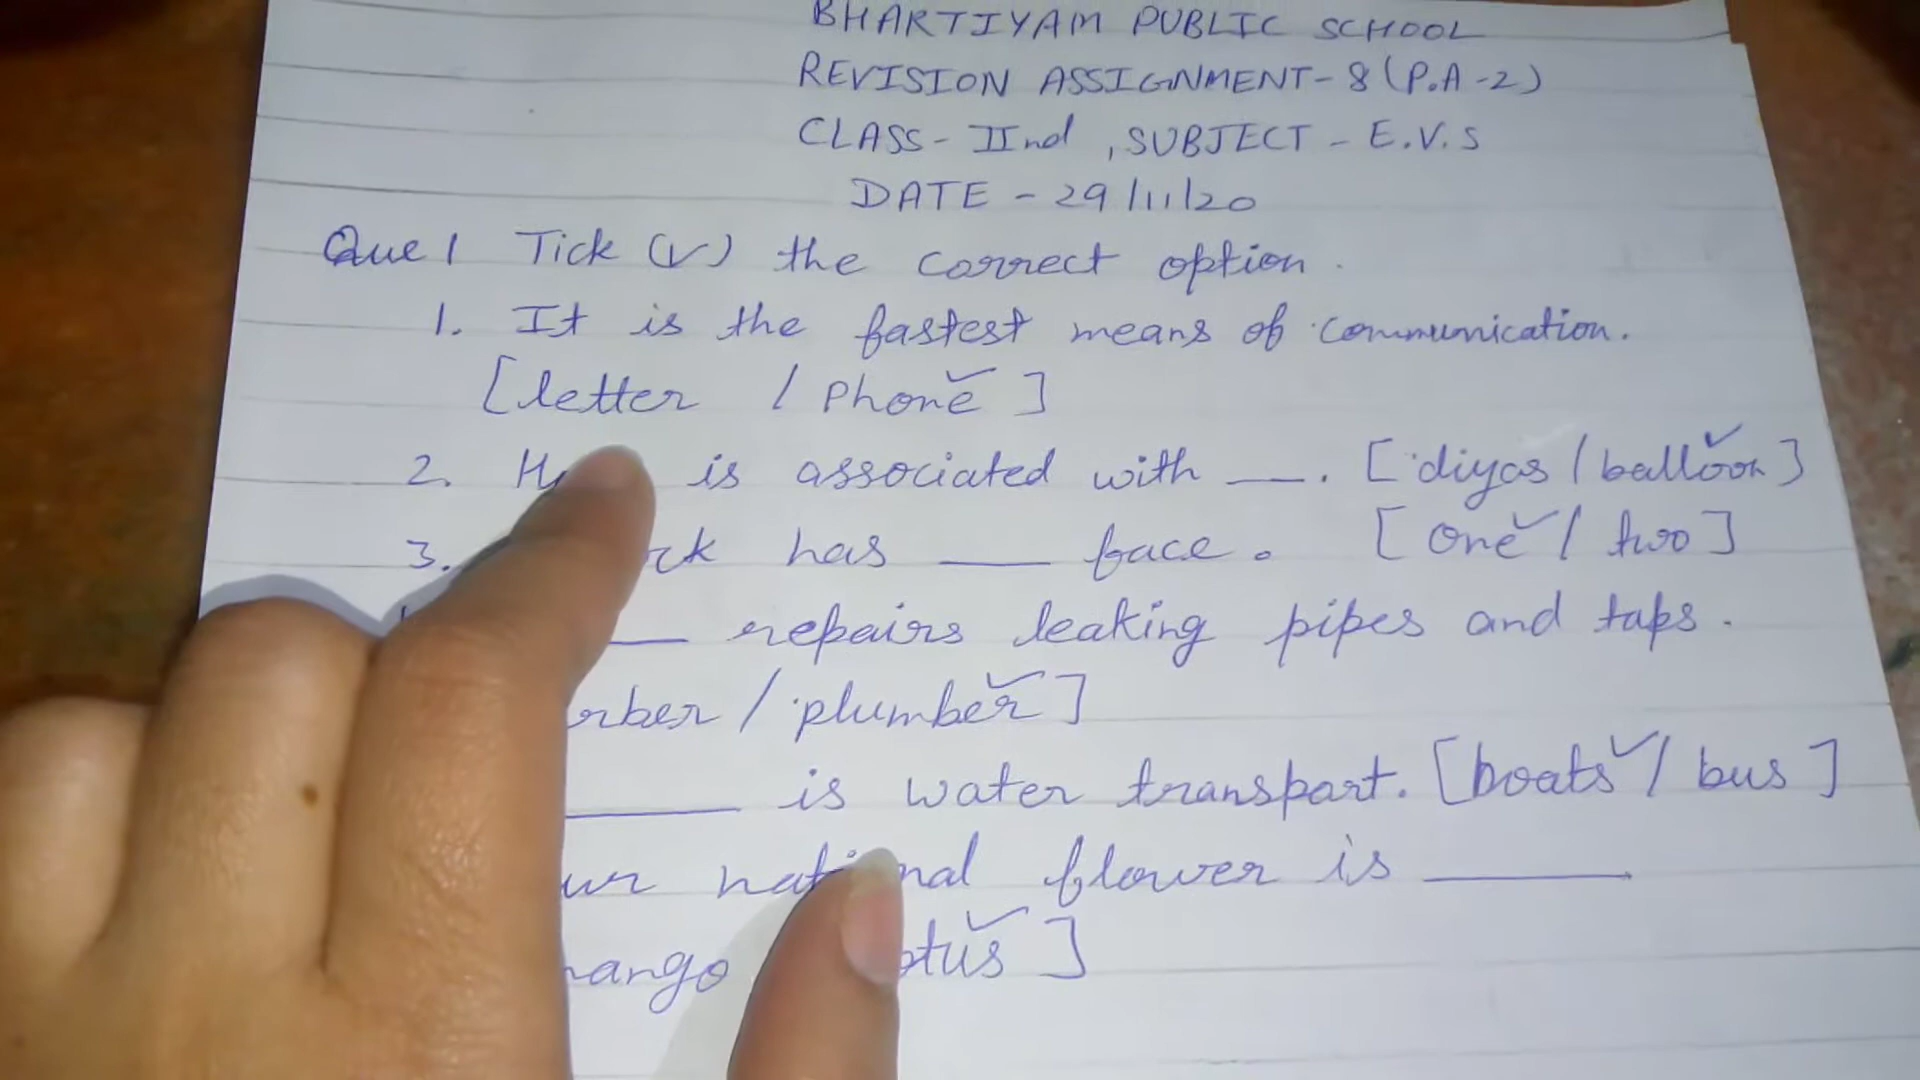 BHARTIYAM PUBLIC SCHOOL
REVISION ASSIGNMENT-8 (P.A-2)
CLASS- IInd , SUBJECT - E.V.S
DATE - 29/11/20
Que 1 Tick (✓) the correct option.
1. It is the fastest means of communication.
[letter / Phone ✓]
2. is associated with __. [diyas / balloon ✓]
3. has ___ face. [one ✓ / two]
___ repairs leaking pipes and taps.
/ plumber ✓]
_____ is water transport. [boats ✓ / bus]
national flower is ______